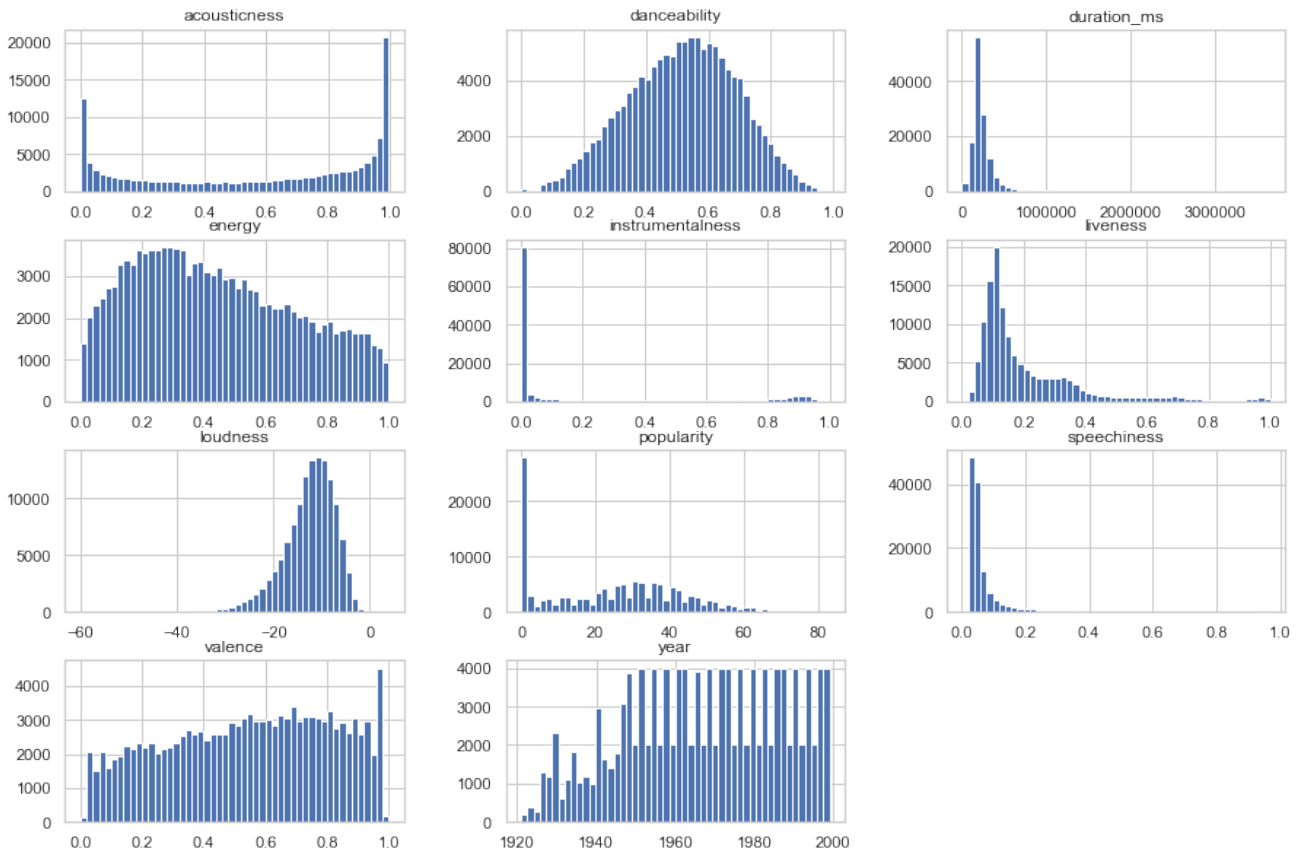 acousticness
20000
15000
10000
5000
0
0.0 0.2 0.4 0.6 0.8 1.0
danceability
4000
2000
0
0.0 0.2 0.4 0.6 0.8 1.0
duration_ms
40000
20000
0
0 1000000 2000000 3000000
energy
3000
2000
1000
0
0.0 0.2 0.4 0.6 0.8 1.0
instrumentalness
80000
60000
40000
20000
0
0.0 0.2 0.4 0.6 0.8 1.0
liveness
20000
15000
10000
5000
0
0.0 0.2 0.4 0.6 0.8 1.0
loudness
10000
5000
0
−60 −40 −20 0
popularity
20000
10000
0
0 20 40 60 80
speechiness
40000
20000
0
0.0 0.2 0.4 0.6 0.8 1.0
valence
4000
3000
2000
1000
0
0.0 0.2 0.4 0.6 0.8 1.0
year
4000
3000
2000
1000
0
1920 1940 1960 1980 2000